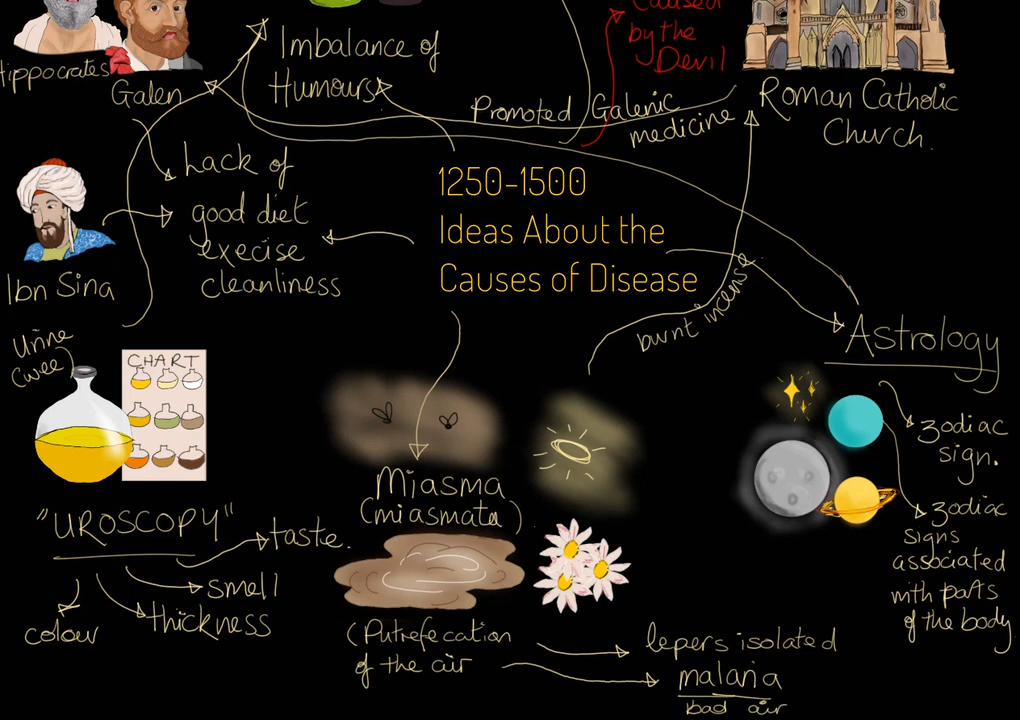 Hippocrates
Galen
Imbalance of
Humours
Caused
by the
Devil
Roman Catholic
Church.
Promoted Galenic
medicine
Lack of
good diet
execise
cleanliness
Ibn Sina
1250-1500
Ideas About the
Causes of Disease
burnt incense.
Astrology
zodiac
sign.
zodiac
signs
associated
with parts
of the body
Urine
(wee)
CHART
"UROSCOPY"
taste.
smell
thickness
colour
Miasma
(miasmata)
(Putrefecation
of the air
lepers isolated
malaria
bad air